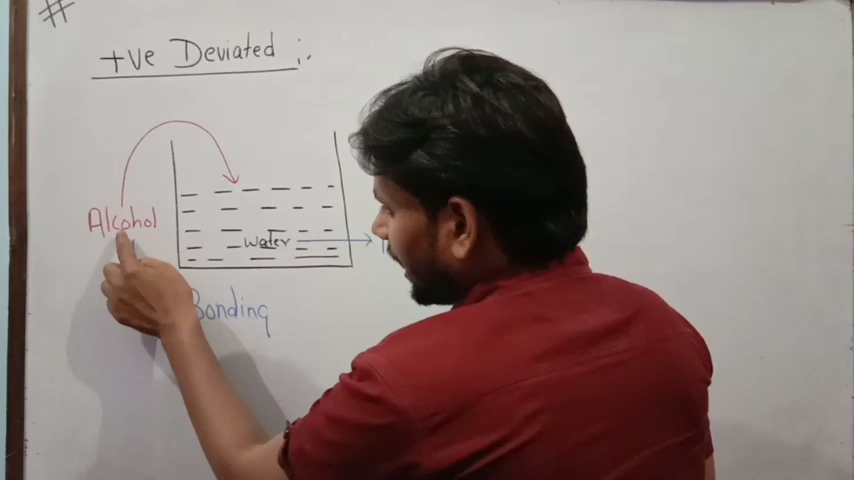 #
+ve Deviated :-
Alcohol
water
Bonding